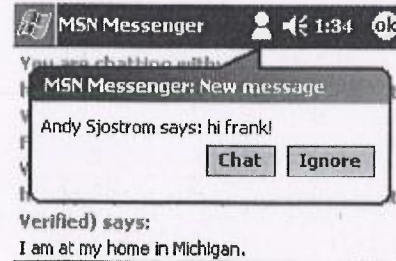 MSN Messenger 1:34 ok
You are chatting with
MSN Messenger: New message
Andy Sjostrom says: hi frank!
Chat Ignore
Verified) says:
I am at my home in Michigan.